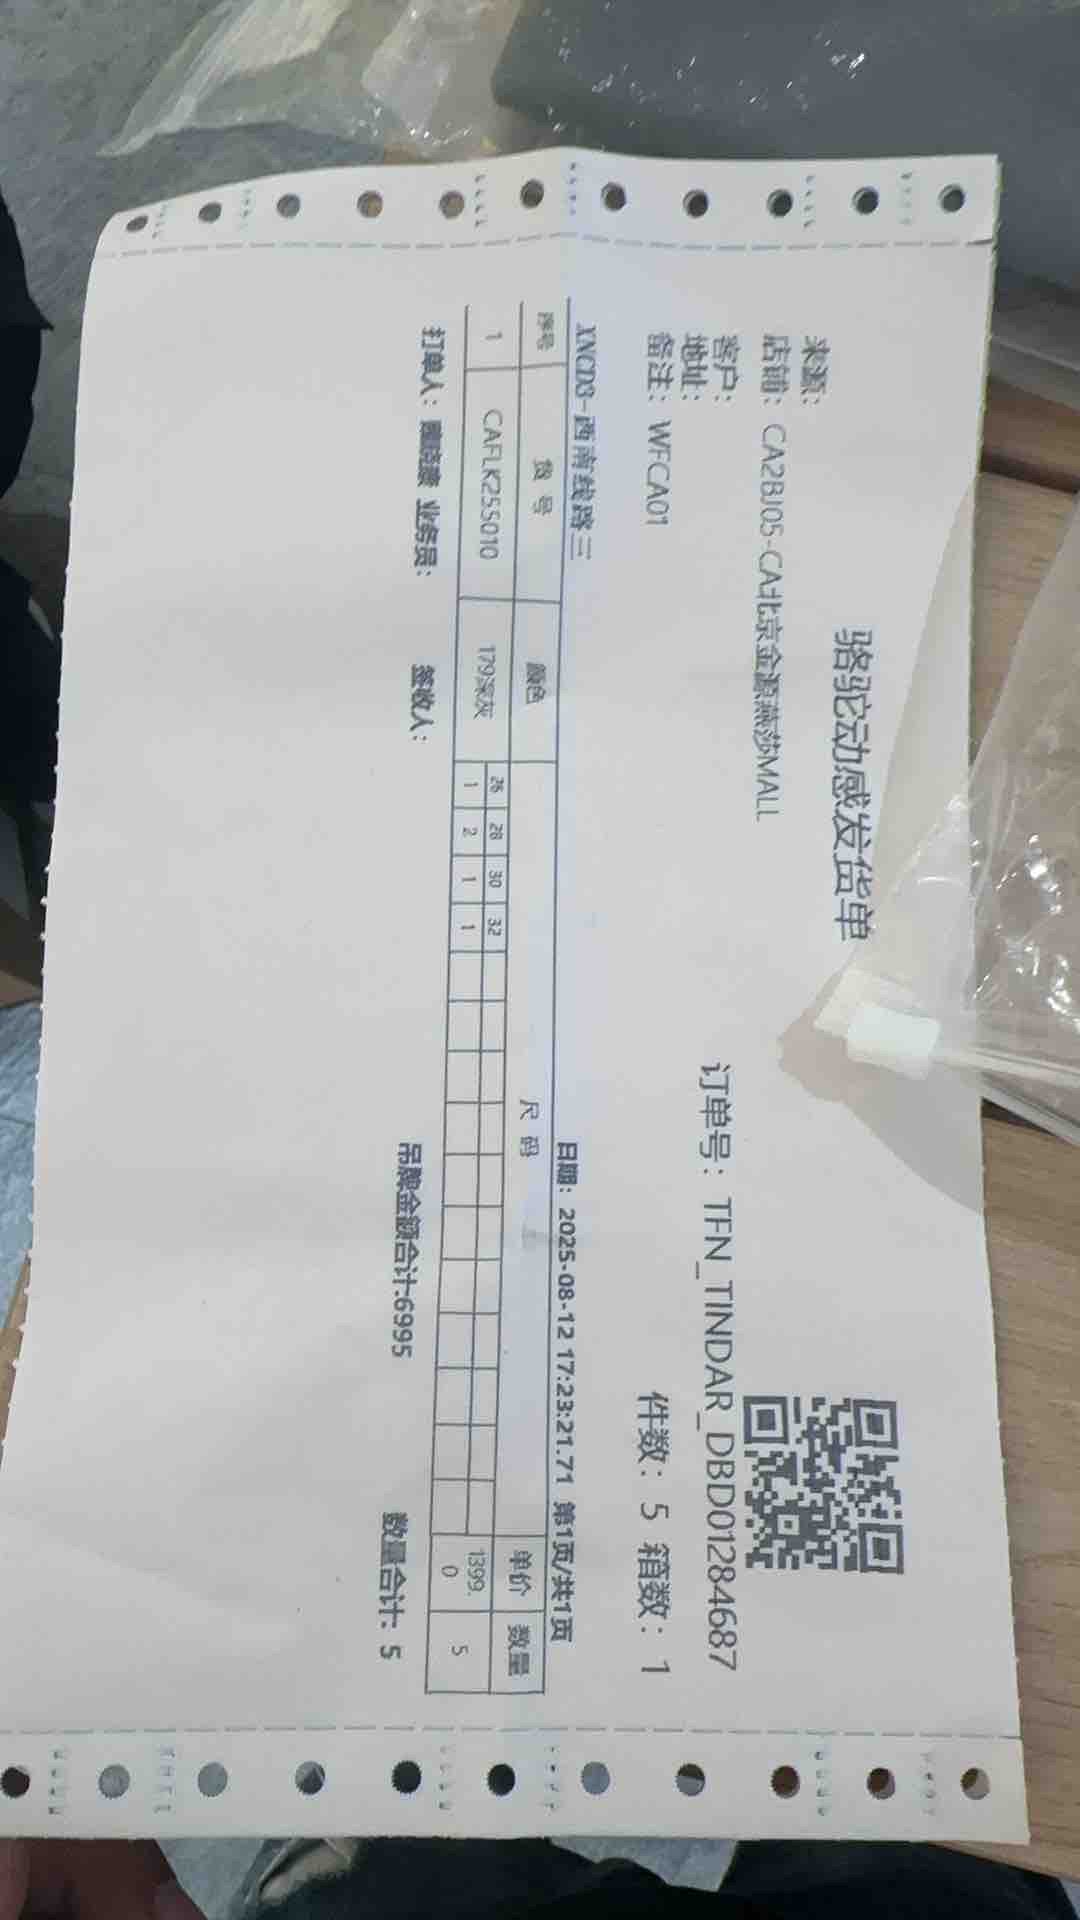 骆驼动感发货单
来源：
店铺：CA2BJ05-CA北京金源燕莎MALL
客户：
订单号：TFN_TINDAR_DBD01284687
地址：
备注：WFCA01
件数：5 箱数：1
XNCD3-西南线路三 日期：2025-08-12 17:23:21.71 第1页/共1页
序号 货号 颜色 尺码 单价 数量
26 28 30 32
1 CAFLK255010 179深灰 1 2 1 1 1399.0 5
打单人： 业务员： 签收人： 吊牌金额合计:6995 数量合计：5